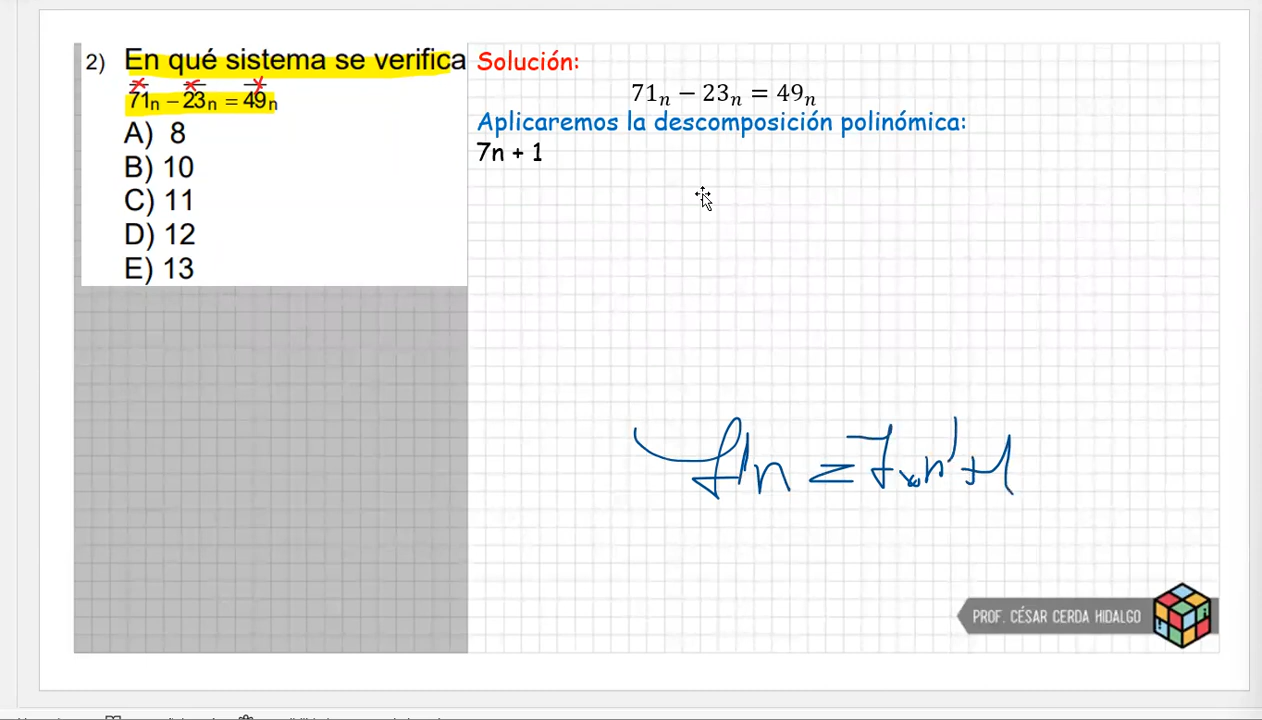 2) En qué sistema se verifica
71ₙ − 23ₙ = 49ₙ
A) 8
B) 10
C) 11
D) 12
E) 13
Solución:
71ₙ − 23ₙ = 49ₙ
Aplicaremos la descomposición polinómica:
7n + 1
71n = 7xn¹+1
PROF. CÉSAR CERDA HIDALGO